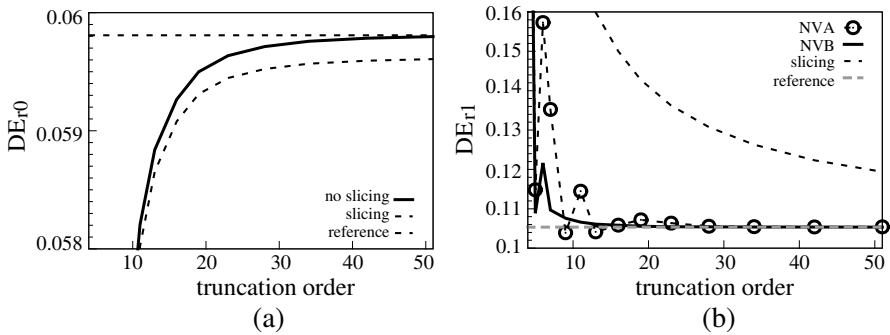 0.06
0.059
0.058
DEr0
no slicing
slicing
reference
10 20 30 40 50
truncation order
(a)
0.16
0.15
0.14
0.13
0.12
0.11
0.1
DEr1
NVA
NVB
slicing
reference
10 20 30 40 50
truncation order
(b)